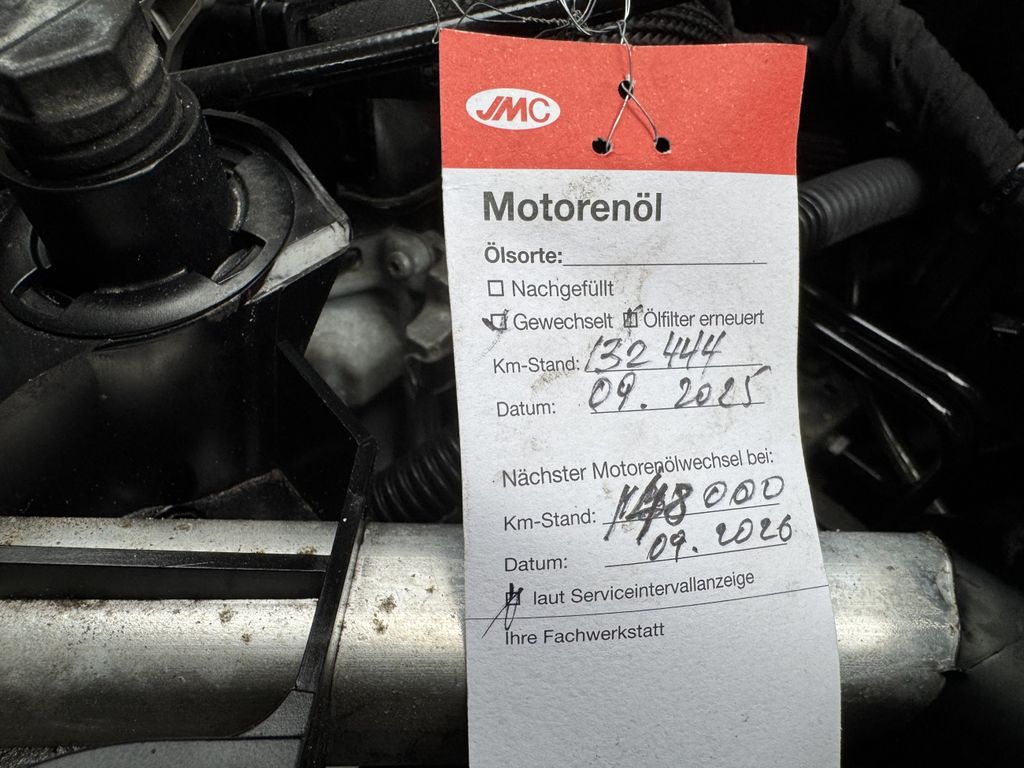 JMC
Motorenöl
Ölsorte:
Nachgefüllt
Gewechselt Ölfilter erneuert
Km-Stand: 132 444
Datum: 09. 2025
Nächster Motorenölwechsel bei:
Km-Stand: 148 000
Datum: 09. 2026
laut Serviceintervallanzeige
Ihre Fachwerkstatt